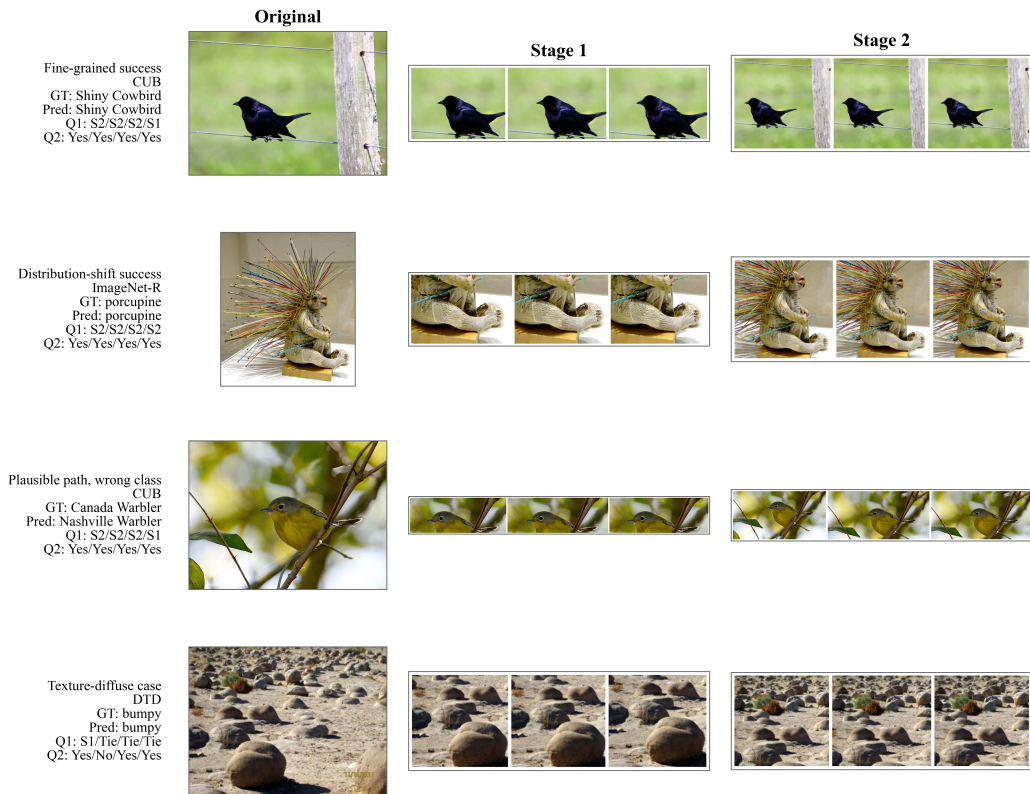 Original
Stage 1
Stage 2
Fine-grained success
CUB
GT: Shiny Cowbird
Pred: Shiny Cowbird
Q1: S2/S2/S2/S1
Q2: Yes/Yes/Yes/Yes
Distribution-shift success
ImageNet-R
GT: porcupine
Pred: porcupine
Q1: S2/S2/S2/S2
Q2: Yes/Yes/Yes/Yes
Plausible path, wrong class
CUB
GT: Canada Warbler
Pred: Nashville Warbler
Q1: S2/S2/S2/S1
Q2: Yes/Yes/Yes/Yes
Texture-diffuse case
DTD
GT: bumpy
Pred: bumpy
Q1: S1/Tie/Tie/Tie
Q2: Yes/No/Yes/Yes